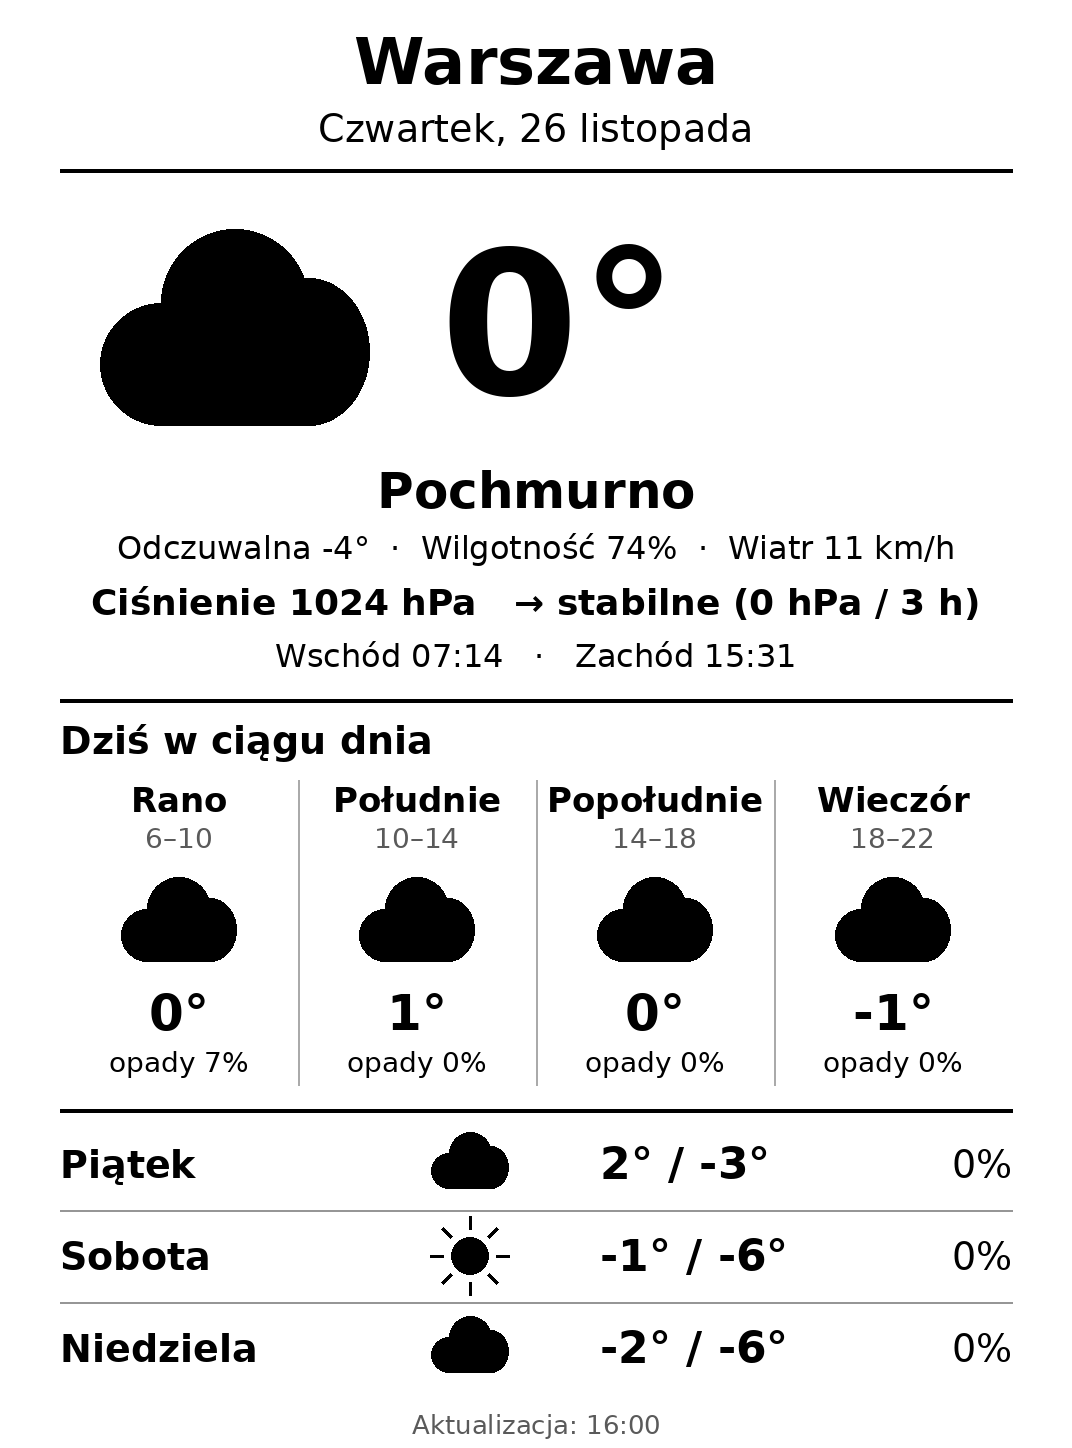 Warszawa
Czwartek, 26 listopada
0°
Pochmurno
Odczuwalna -4° · Wilgotność 74% · Wiatr 11 km/h
Ciśnienie 1024 hPa → stabilne (0 hPa / 3 h)
Wschód 07:14 · Zachód 15:31
Dziś w ciągu dnia
Rano Południe Popołudnie Wieczór
6–10 10–14 14–18 18–22
0° 1° 0° -1°
opady 7% opady 0% opady 0% opady 0%
Piątek 2° / -3° 0%
Sobota -1° / -6° 0%
Niedziela -2° / -6° 0%
Aktualizacja: 16:00